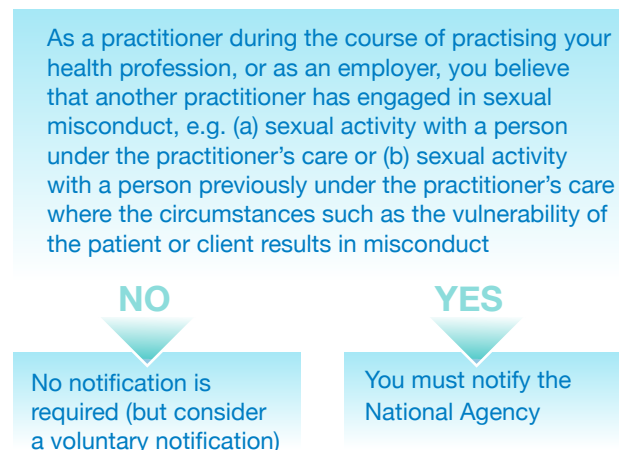 As a practitioner during the course of practising your
health profession, or as an employer, you believe
that another practitioner has engaged in sexual
misconduct, e.g. (a) sexual activity with a person
under the practitioner's care or (b) sexual activity
with a person previously under the practitioner's care
where the circumstances such as the vulnerability of
the patient or client results in misconduct
NO
YES
No notification is
required (but consider
a voluntary notification)
You must notify the
National Agency